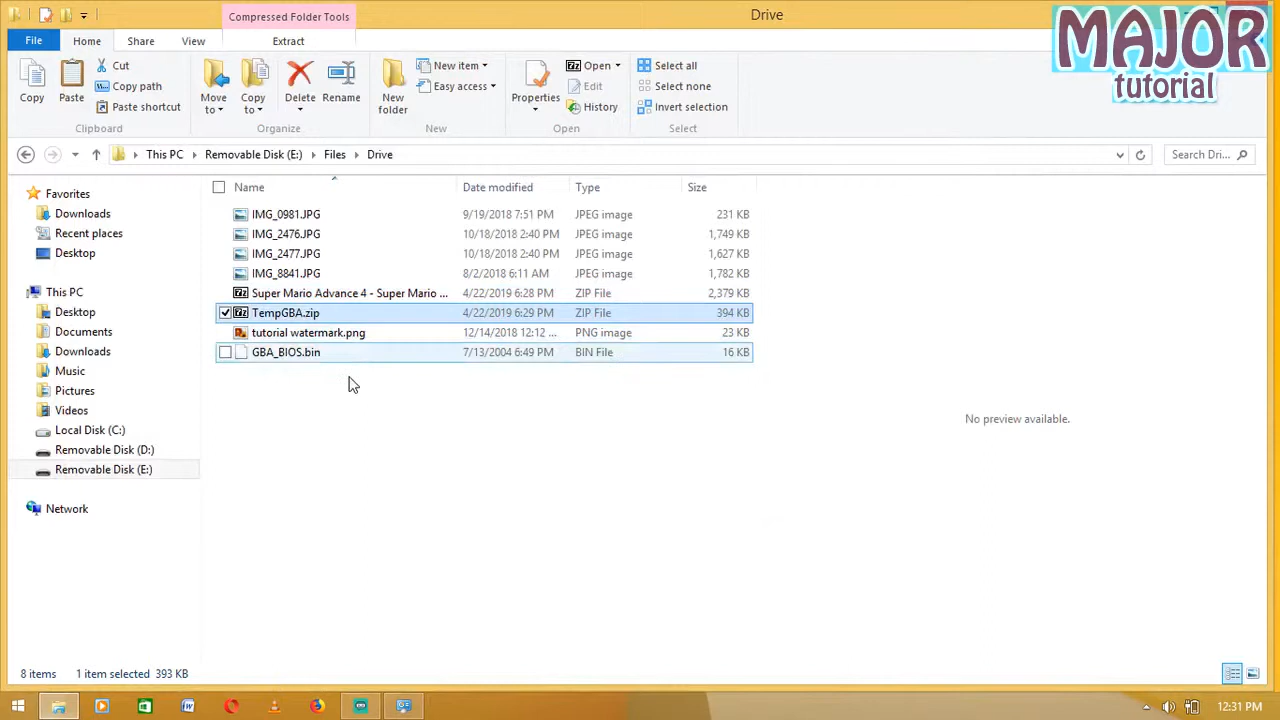 Compressed Folder Tools
Drive
MAJOR
tutorial
File
Home
Share
View
Extract
Copy
Paste
Cut
Copy path
Paste shortcut
Clipboard
Move to
Copy to
Delete
Rename
Organize
New folder
New item
Easy access
New
Properties
Open
Edit
History
Open
Select all
Select none
Invert selection
Select
This PC
Removable Disk (E:)
Files
Drive
Search Dri...
Favorites
Downloads
Recent places
Desktop
This PC
Desktop
Documents
Downloads
Music
Pictures
Videos
Local Disk (C:)
Removable Disk (D:)
Removable Disk (E:)
Network
Name Date modified Type Size
IMG_0981.JPG 9/19/2018 7:51 PM JPEG image 231 KB
IMG_2476.JPG 10/18/2018 2:40 PM JPEG image 1,749 KB
IMG_2477.JPG 10/18/2018 2:40 PM JPEG image 1,627 KB
IMG_8841.JPG 8/2/2018 6:11 AM JPEG image 1,782 KB
Super Mario Advance 4 - Super Mario ... 4/22/2019 6:28 PM ZIP File 2,379 KB
TempGBA.zip 4/22/2019 6:29 PM ZIP File 394 KB
tutorial watermark.png 12/14/2018 12:12 ... PNG image 23 KB
GBA_BIOS.bin 7/13/2004 6:49 PM BIN File 16 KB
No preview available.
8 items 1 item selected 393 KB
12:31 PM